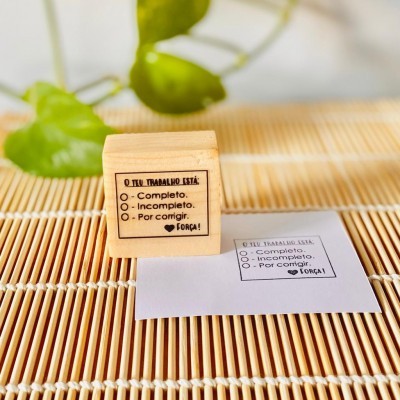 O TEU TRABALHO ESTÁ:
- Completo.
- Incompleto.
- Por corrigir.
FORÇA!
O TEU TRABALHO ESTÁ:
- Completo.
- Incompleto.
- Por corrigir.
FORÇA!